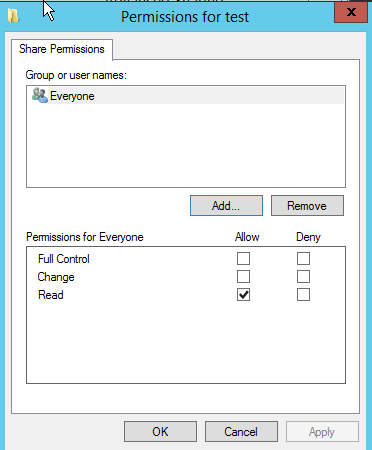 Permissions for test
x
Share Permissions
Group or user names:
Everyone
Add... Remove
Permissions for Everyone Allow Deny
Full Control
Change
Read
OK Cancel Apply